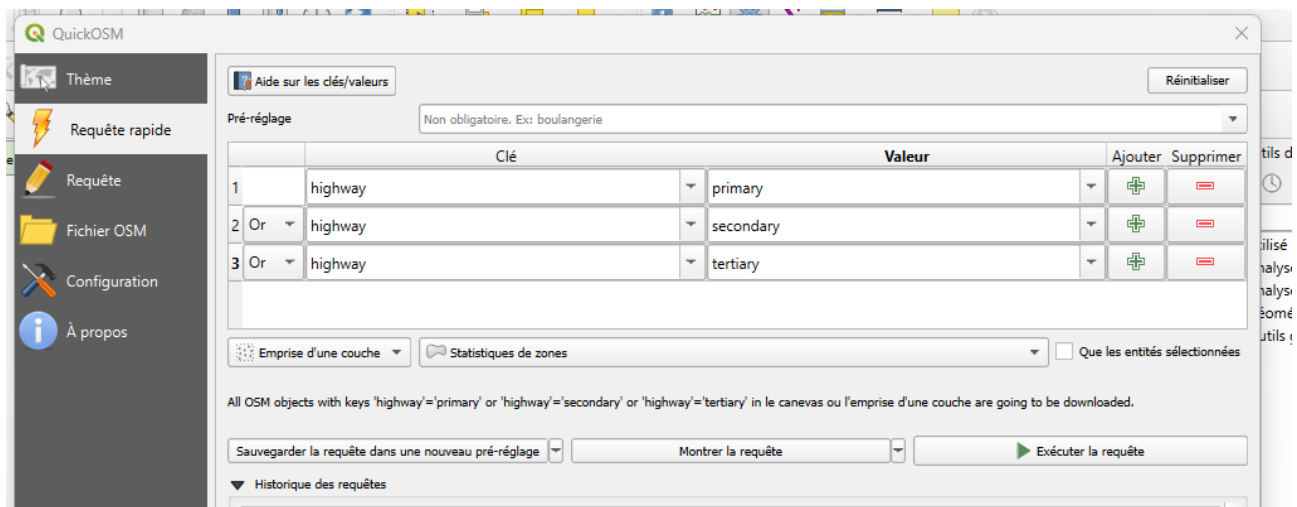 QuickOSM
Thème
Requête rapide
Requête
Fichier OSM
Configuration
À propos
Aide sur les clés/valeurs
Réinitialiser
Pré-réglage
Non obligatoire. Ex: boulangerie
Clé Valeur Ajouter Supprimer
1 highway primary
2 Or highway secondary
3 Or highway tertiary
Emprise d'une couche Statistiques de zones Que les entités sélectionnées
All OSM objects with keys 'highway'='primary' or 'highway'='secondary' or 'highway'='tertiary' in le canevas ou l'emprise d'une couche are going to be downloaded.
Sauvegarder la requête dans une nouveau pré-réglage Montrer la requête Exécuter la requête
Historique des requêtes